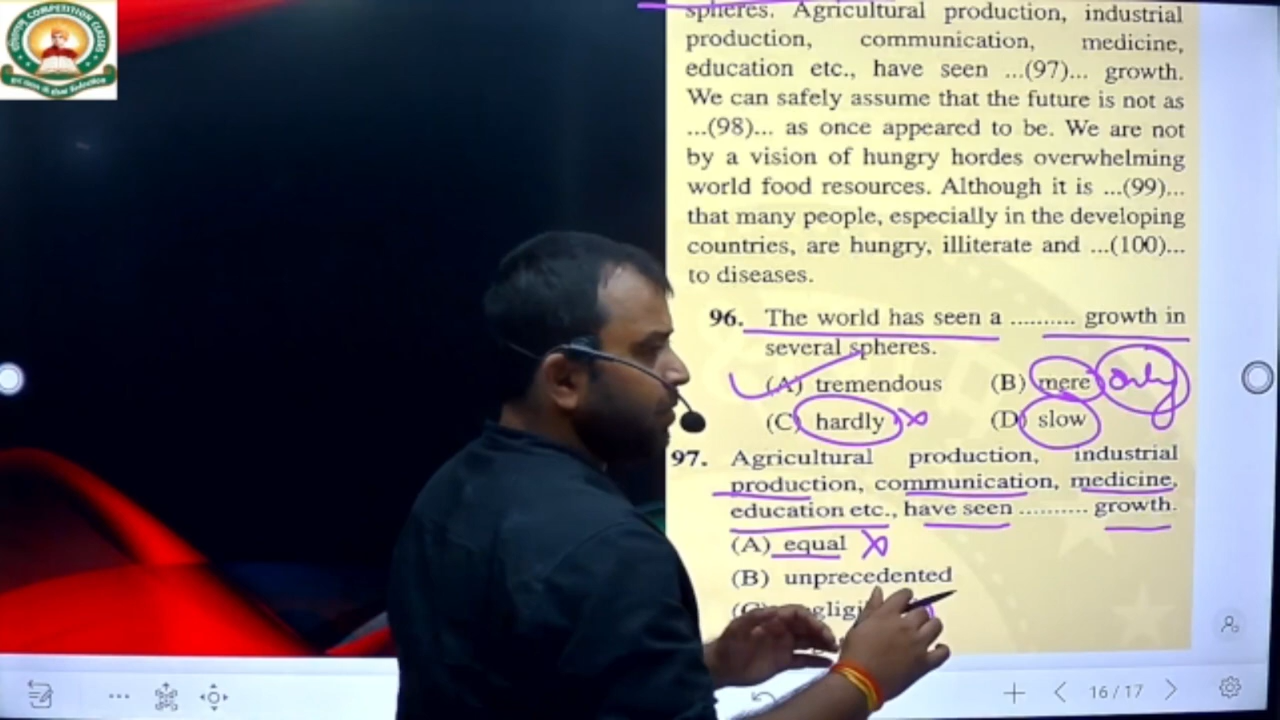 spheres. Agricultural production, industrial
production, communication, medicine,
education etc., have seen ...(97)... growth.
We can safely assume that the future is not as
...(98)... as once appeared to be. We are not
by a vision of hungry hordes overwhelming
world food resources. Although it is ...(99)...
that many people, especially in the developing
countries, are hungry, illiterate and ...(100)...
to diseases.
96. The world has seen a .......... growth in
several spheres.
(A) tremendous (B) mere only
(C) hardly (D) slow
97. Agricultural production, industrial
production, communication, medicine,
education etc., have seen .......... growth.
(A) equal
(B) unprecedented
16/17